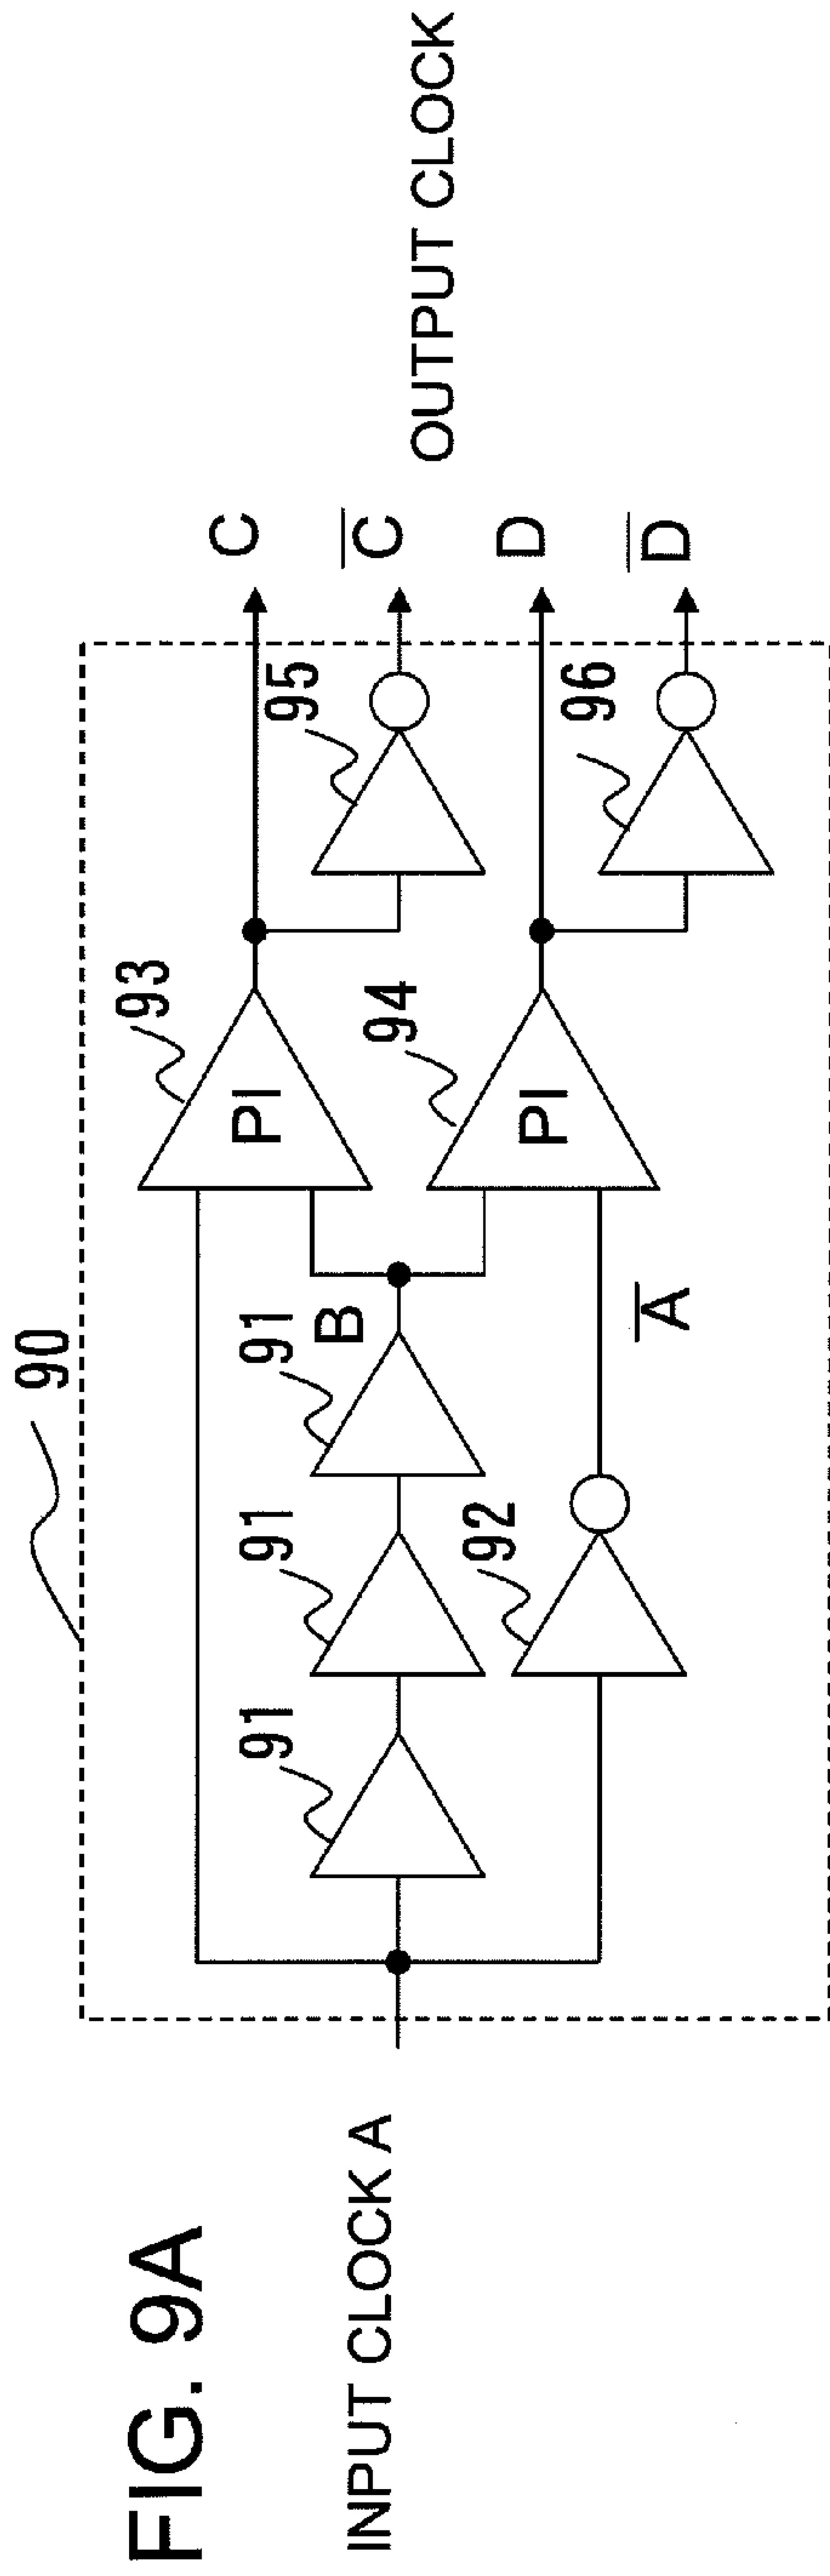 FIG. 9A
90
INPUT CLOCK A
91
91
91
B
92
A
93
PI
94
PI
95
96
C
C
D
D
OUTPUT CLOCK